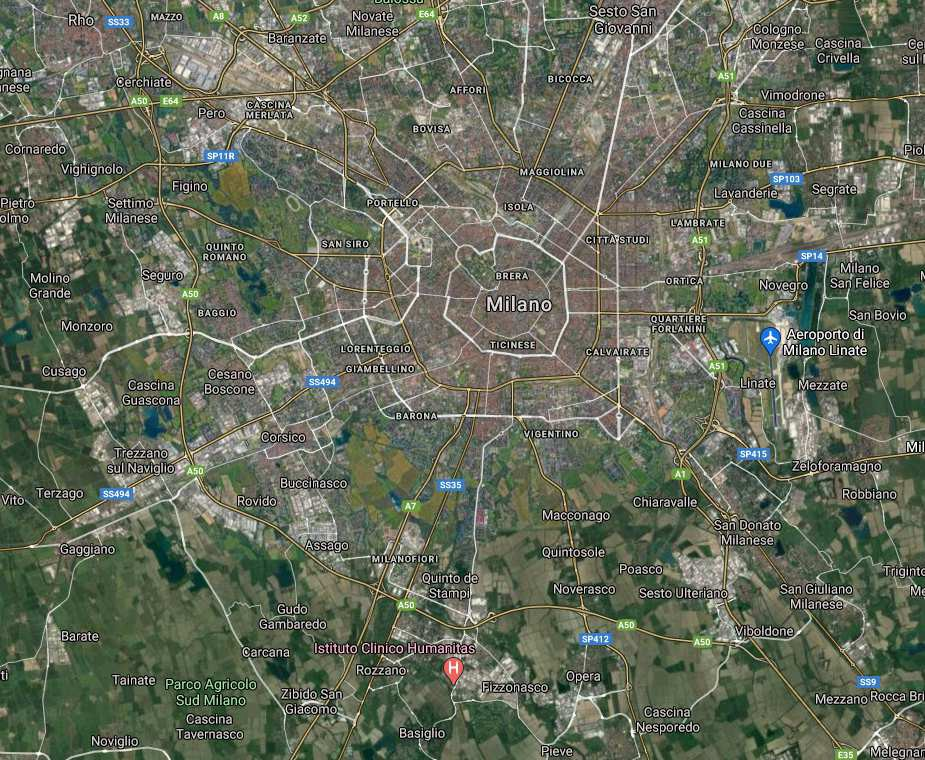 Rho
SS33
MAZZO
A8
A52
Novate
Milanese
E64
Sesto San
Giovanni
Baranzate
Cologno
Monzese
Cascina
Crivella
Cerchiate
A50
E64
Pero
CASCINA
MERLATA
AFFORI
BICOCCA
A51
Vimodrone
Cascina
Cassinella
BOVISA
Cornaredo
SP11R
Vighignolo
Figino
MAGGIOLINA
MILANO DUE
SP103
Lavanderie
Segrate
Pietro
Settimo
Milanese
PORTELLO
ISOLA
LAMBRATE
A51
SAN SIRO
CITTÀ STUDI
QUINTO
ROMANO
SP14
Molino
Grande
Seguro
A50
BRERA
ORTICA
Novegro
Milano
San Felice
Milano
BAGGIO
Monzoro
TICINESE
QUARTIERE
FORLANINI
San Bovio
Aeroporto di
Milano Linate
LORENTEGGIO
GIAMBELLINO
CALVAIRATE
A51
Cusago
Cesano
Boscone
SS494
Linate
Mezzate
Cascina
Guascona
BARONA
Corsico
VIGENTINO
SP415
Trezzano
sul Naviglio
A50
A1
Zeloforamagno
Buccinasco
SS35
Vito
Terzago
SS494
Rovido
A7
Chiaravalle
Robbiano
Macconago
San Donato
Milanese
Gaggiano
Assago
MILANOFIORI
Quintosole
Poasco
Quinto de
Stampi
Noverasco
Sesto Ulteriano
San Giuliano
Milanese
Gudo
Gambaredo
A50
A50
Barate
SP412
A50
Viboldone
Carcana
Istituto Clinico Humanitas
H
Rozzano
Tainate
Parco Agricolo
Sud Milano
Zibido San
Giacomo
Fizzonasco
Opera
SS9
Mezzano
Rocca Bri
Cascina
Tavernasco
Cascina
Nesporedo
Noviglio
Basiglio
Pieve
E35
Melegnan